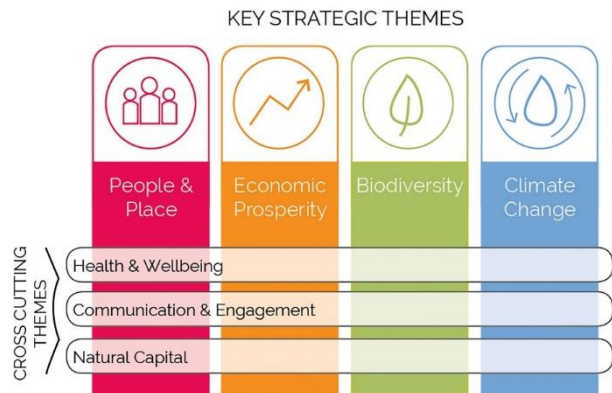 KEY STRATEGIC THEMES
People &
Place
Economic
Prosperity
Biodiversity
Climate
Change
CROSS CUTTING
THEMES
Health & Wellbeing
Communication & Engagement
Natural Capital